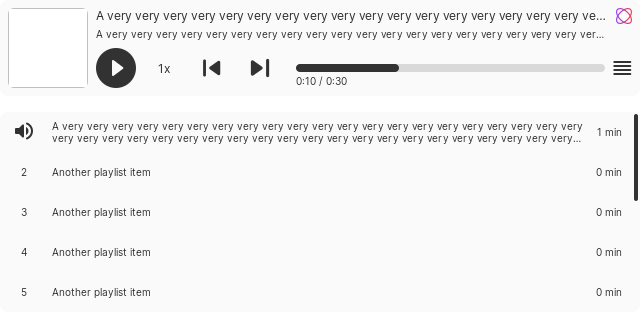 A very very very very very very very very very very very very very very very very very ve...
A very very very very very very very very very very very very very very very very very very very ver...
1x
0:10 / 0:30
A very very very very very very very very very very very very very very very very very very very very very
very very very very very very very very very very very very very very very very very very very very very...
1 min
2 Another playlist item 0 min
3 Another playlist item 0 min
4 Another playlist item 0 min
5 Another playlist item 0 min